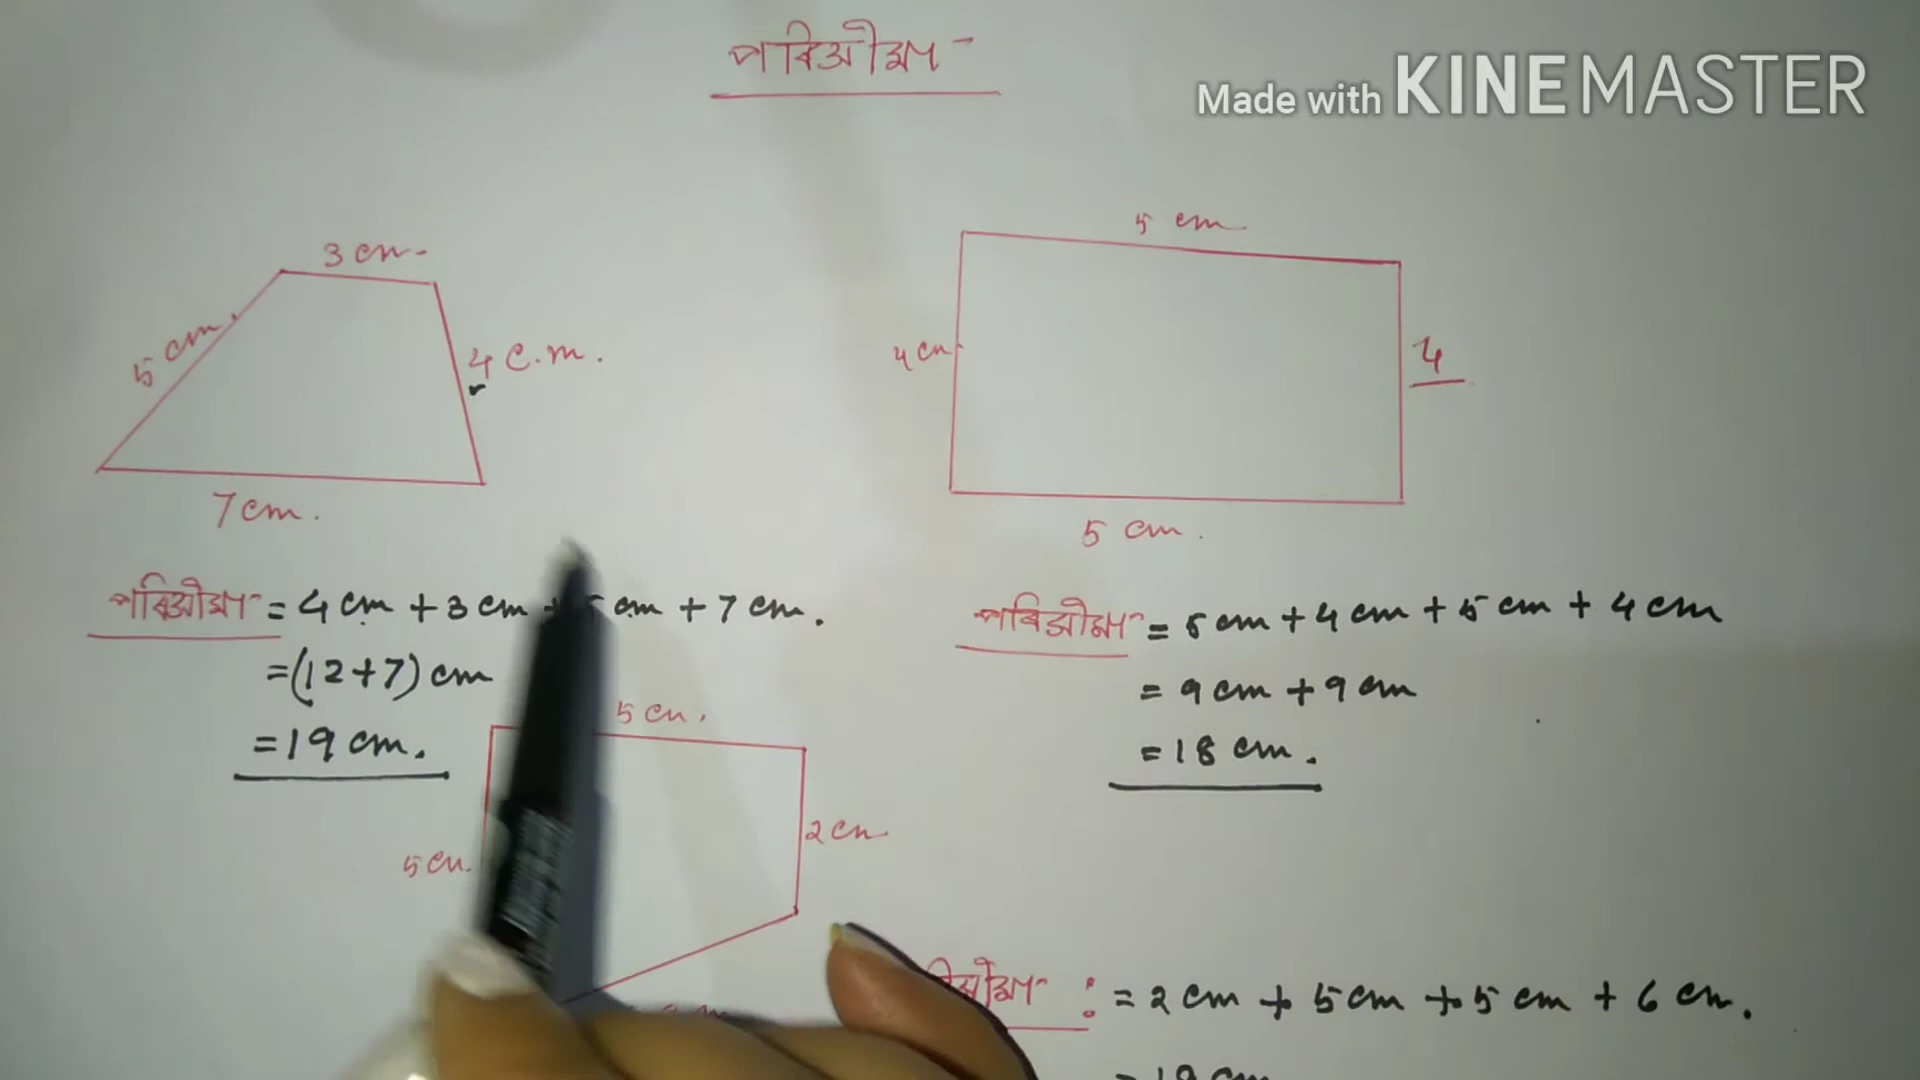 পৰিসীমা
Made with KINEMASTER
3 cm
5 cm
4 c.m.
7 cm.
5 cm
4 cm
4
5 cm.
পৰিসীমা = 4 cm + 3 cm + 5 cm + 7 cm.
=(12+7) cm
=19 cm.
পৰিসীমা = 5 cm + 4 cm + 5 cm + 4 cm
= 9 cm + 9 cm
= 18 cm.
5 cm.
2 cm
5 cm.
পৰিসীমা : = 2 cm + 5 cm + 5 cm + 6 cm.